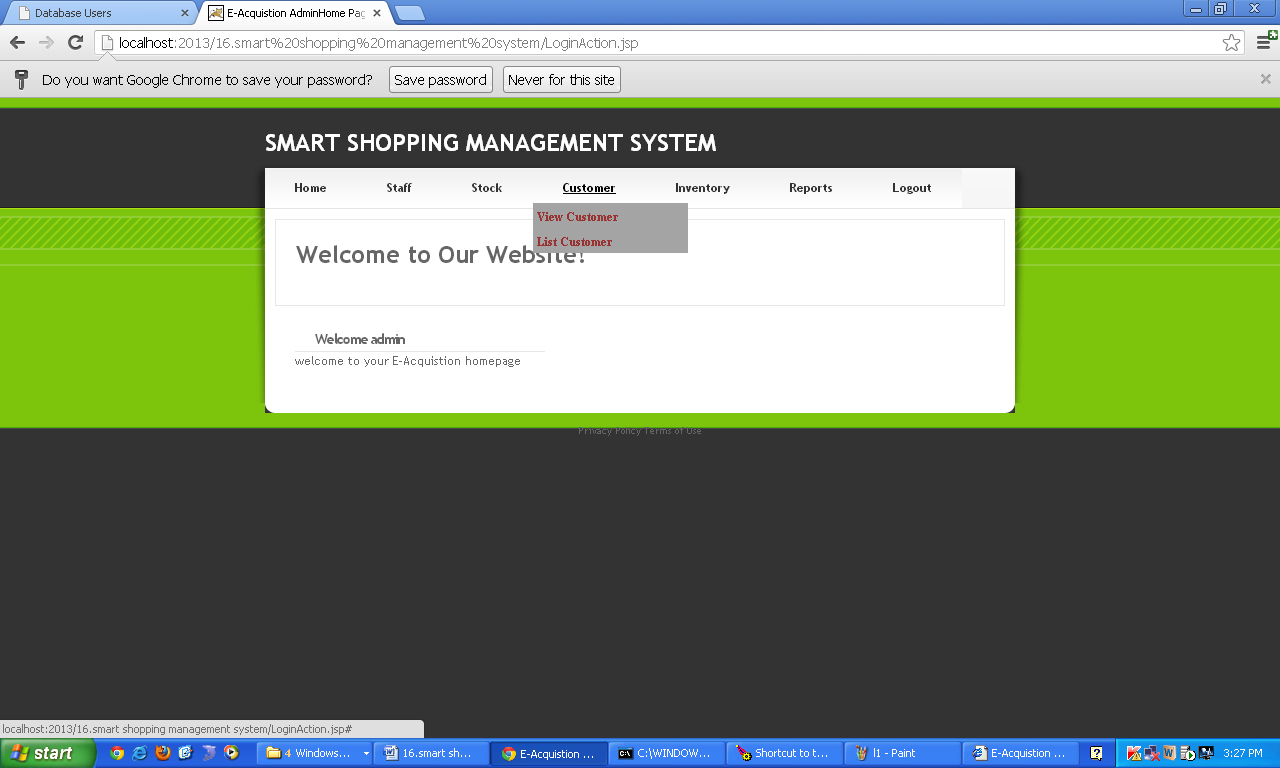 Database Users
E-Acquistion AdminHome Pag
localhost:2013/16.smart%20shopping%20management%20system/LoginAction.jsp
Do you want Google Chrome to save your password? Save password Never for this site
SMART SHOPPING MANAGEMENT SYSTEM
Home Staff Stock Customer Inventory Reports Logout
View Customer
List Customer
Welcome to Our Website!
Welcome admin
welcome to your E-Acquistion homepage
Privacy Policy Terms of Use
localhost:2013/16.smart shopping management system/LoginAction.jsp#
start 4 Windows... 16.smart sh... E-Acquistion ... C:\WINDOW... Shortcut to t... l1 - Paint E-Acquistion ... 3:27 PM